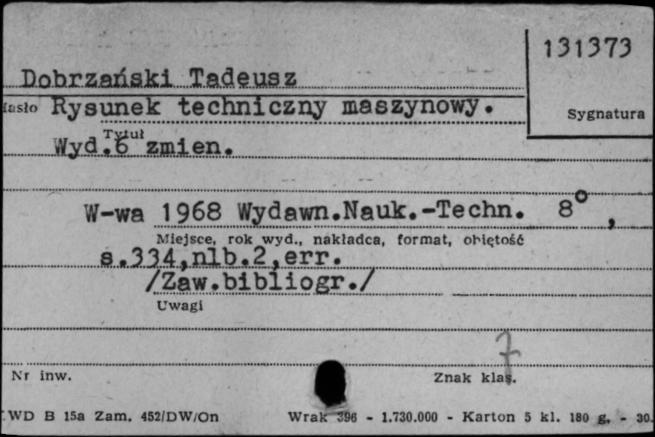 131373
Dobrzański Tadeusz
Hasło Rysunek techniczny maszynowy.
Sygnatura
Tytuł
Wyd.6 zmien.
W-wa 1968 Wydawn.Nauk.-Techn. 8°,
Miejsce, rok wyd., nakładca, format, objętość
s.334,nlb.2,err.
/Zaw.bibliogr./
Uwagi
7
Nr inw.
Znak klas.
WD B 15a Zam. 452/DW/On Wrak 396 - 1.730.000 - Karton 5 kl. 180 g. - 30.